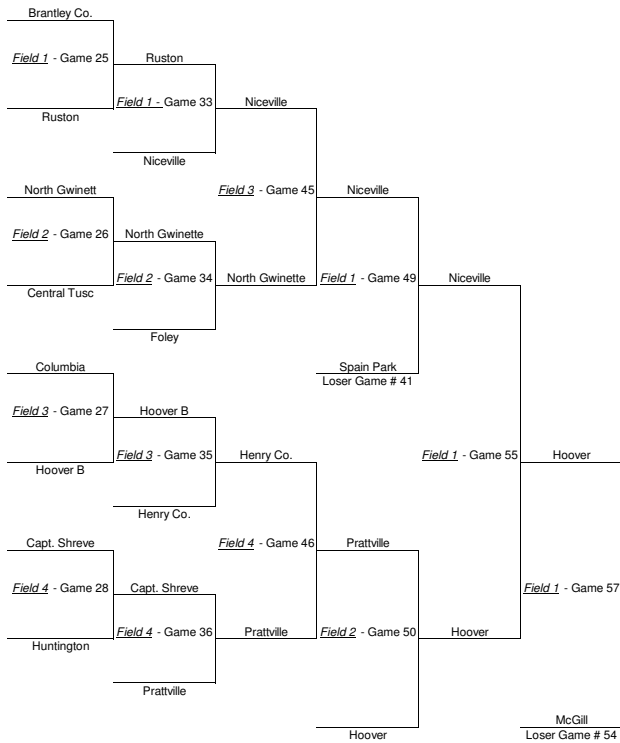 Brantley Co.
Field 1 - Game 25
Ruston
Field 1 - Game 33
Niceville
Ruston
Niceville
North Gwinett
Field 3 - Game 45
Niceville
Field 2 - Game 26
North Gwinette
Field 2 - Game 34
North Gwinette
Field 1 - Game 49
Niceville
Central Tusc
Foley
Columbia
Spain Park
Loser Game # 41
Field 3 - Game 27
Hoover B
Field 3 - Game 35
Henry Co.
Field 1 - Game 55
Hoover
Hoover B
Henry Co.
Capt. Shreve
Field 4 - Game 46
Prattville
Field 4 - Game 28
Capt. Shreve
Field 1 - Game 57
Field 4 - Game 36
Prattville
Field 2 - Game 50
Hoover
Huntington
Prattville
Hoover
McGill
Loser Game # 54